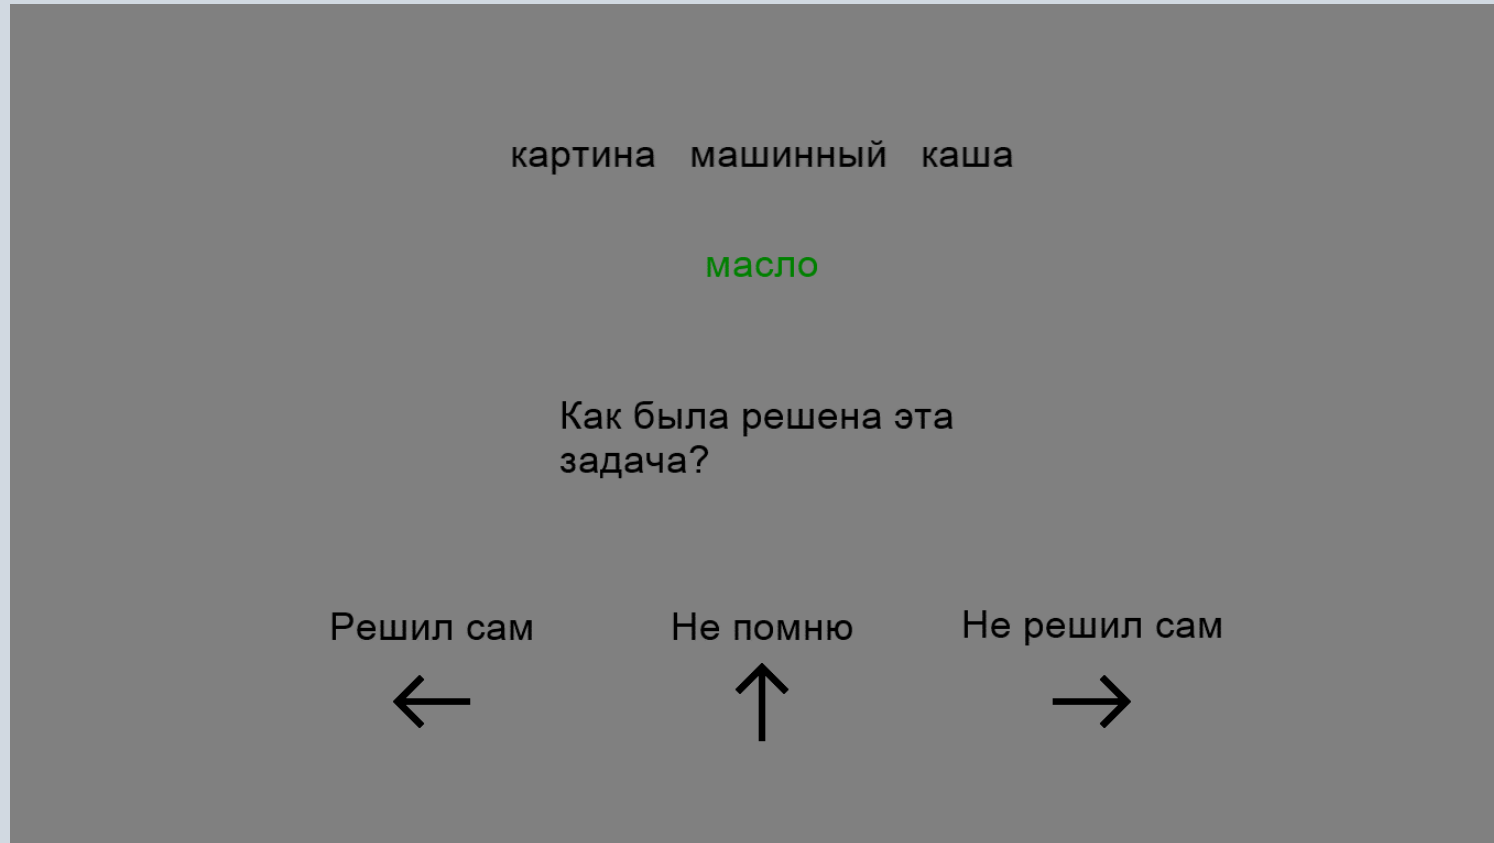 картина машинный каша
масло
Как была решена эта
задача?
Решил сам Не помню Не решил сам